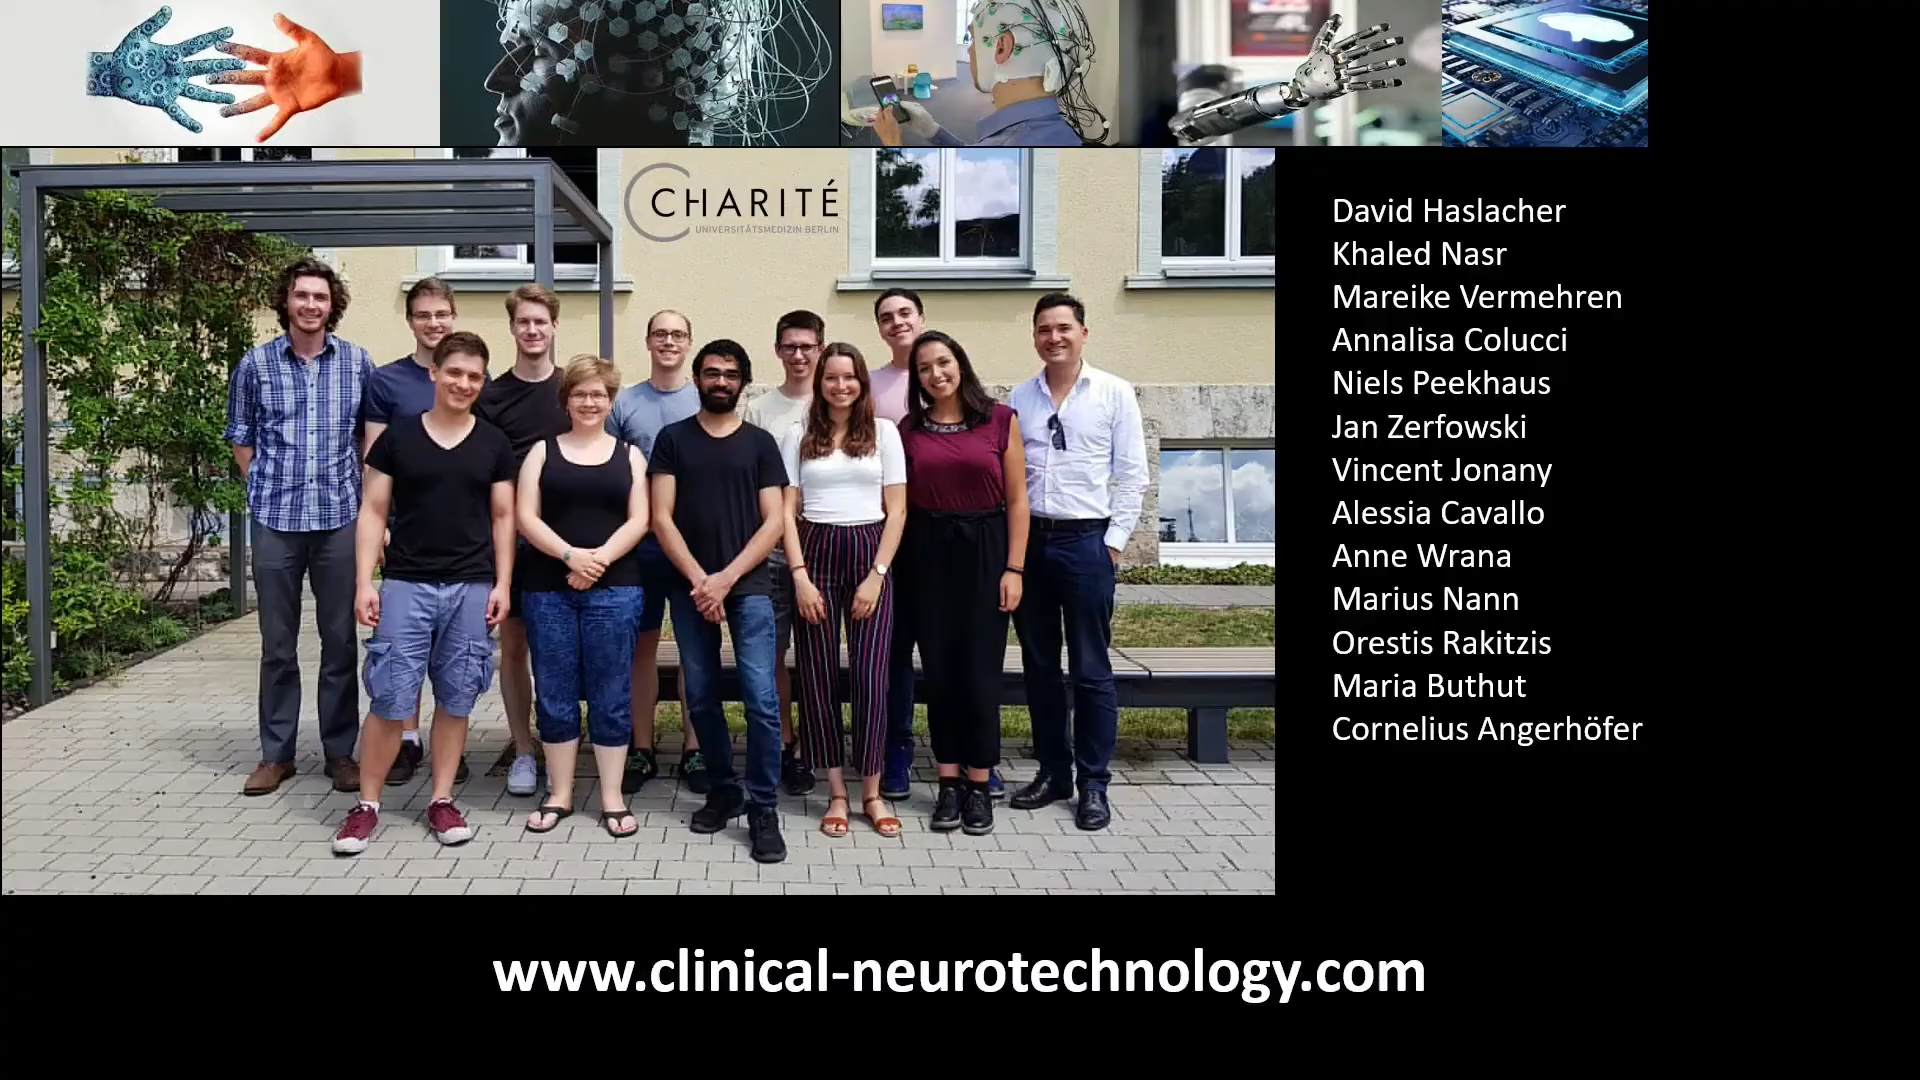 CHARITÉ
UNIVERSITÄTSMEDIZIN BERLIN
David Haslacher
Khaled Nasr
Mareike Vermehren
Annalisa Colucci
Niels Peekhaus
Jan Zerfowski
Vincent Jonany
Alessia Cavallo
Anne Wrana
Marius Nann
Orestis Rakitzis
Maria Buthut
Cornelius Angerhöfer
www.clinical-neurotechnology.com